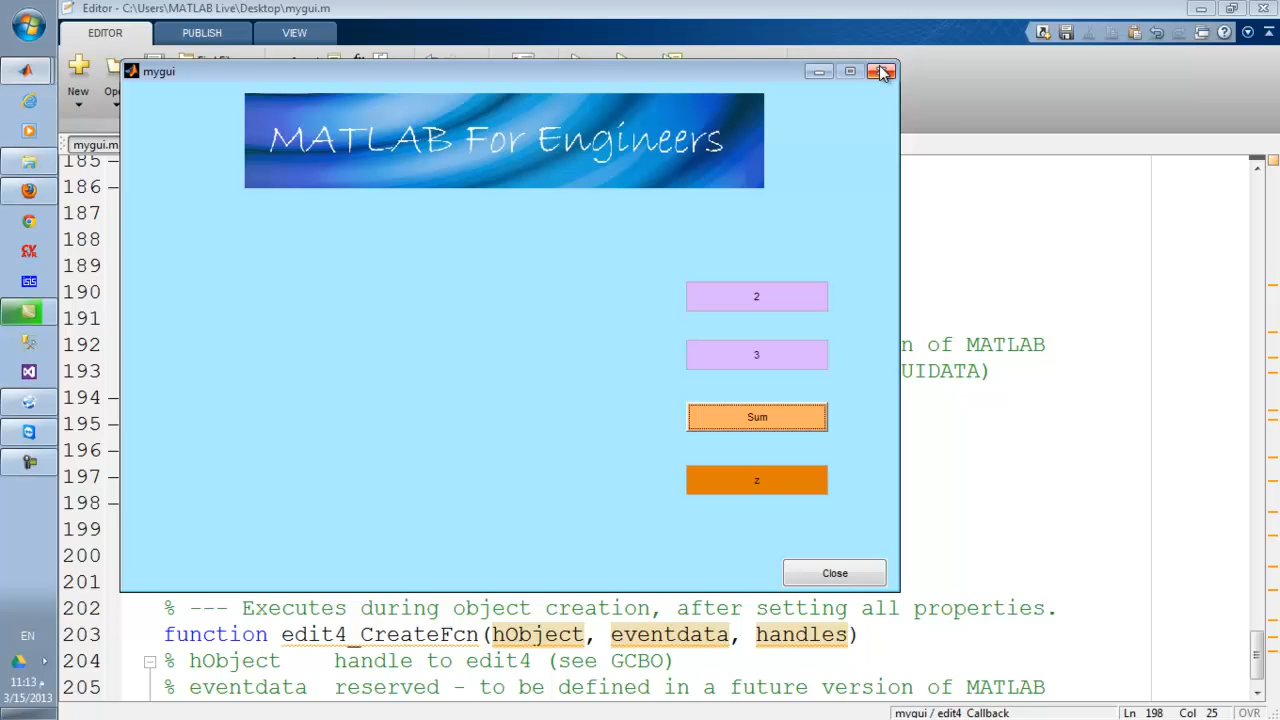 Editor - C:\Users\MATLAB Live\Desktop\mygui.m
EDITOR PUBLISH VIEW
New
mygui
MATLAB For Engineers
mygui.m
185
186
187
188
189
190
191
192 n of MATLAB
193 UIDATA)
194
195
196
197
198
199
200
201
2
3
Sum
z
Close
202 % --- Executes during object creation, after setting all properties.
203 function edit4_CreateFcn(hObject, eventdata, handles)
204 % hObject handle to edit4 (see GCBO)
205 % eventdata reserved - to be defined in a future version of MATLAB
EN
11:13 م
3/15/2013
mygui / edit4_Callback Ln 198 Col 25 OVR